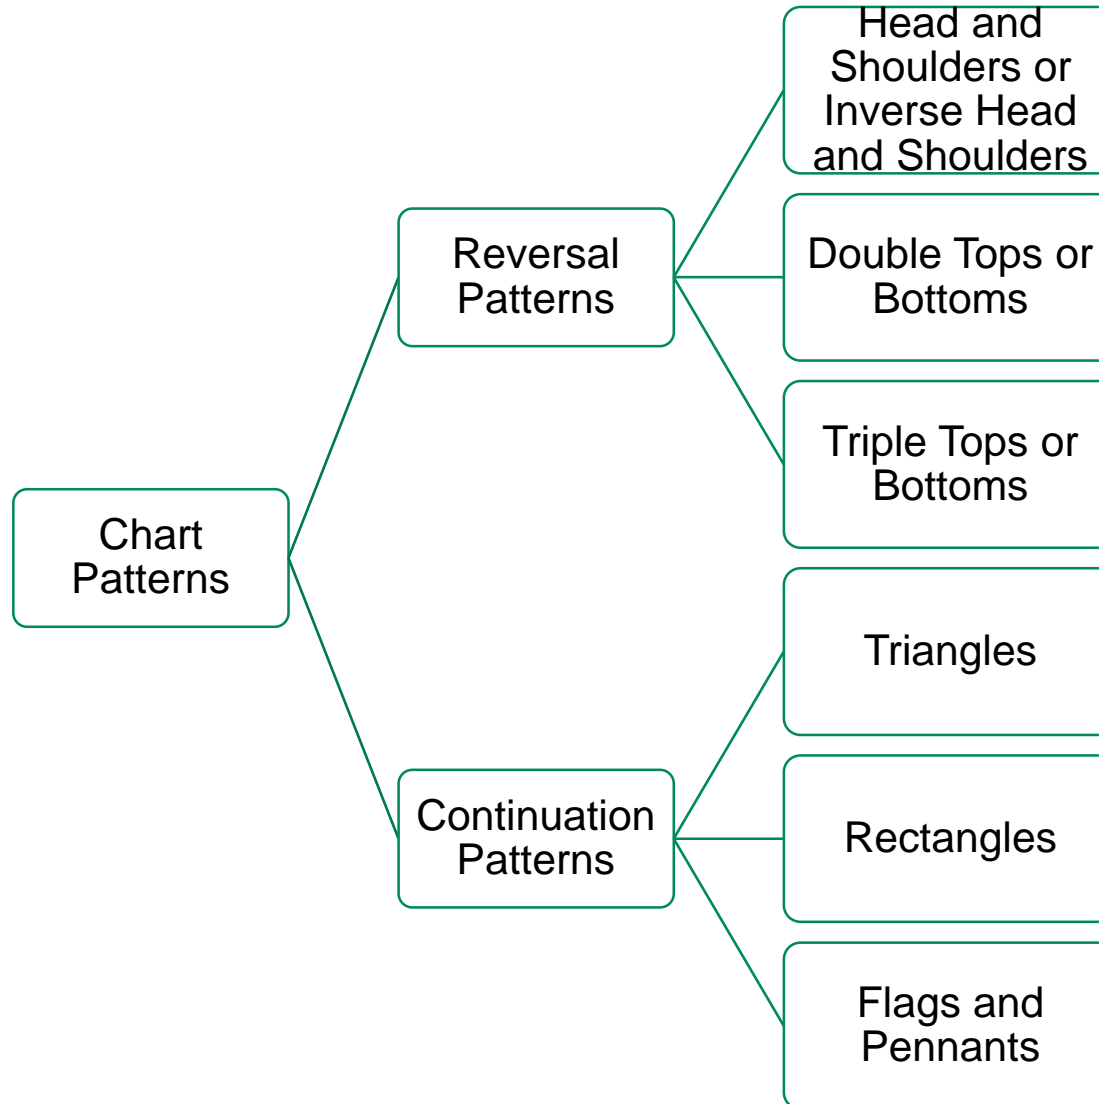 Head and
Shoulders or
Inverse Head
and Shoulders
Reversal
Patterns
Double Tops or
Bottoms
Triple Tops or
Bottoms
Chart
Patterns
Triangles
Continuation
Patterns
Rectangles
Flags and
Pennants